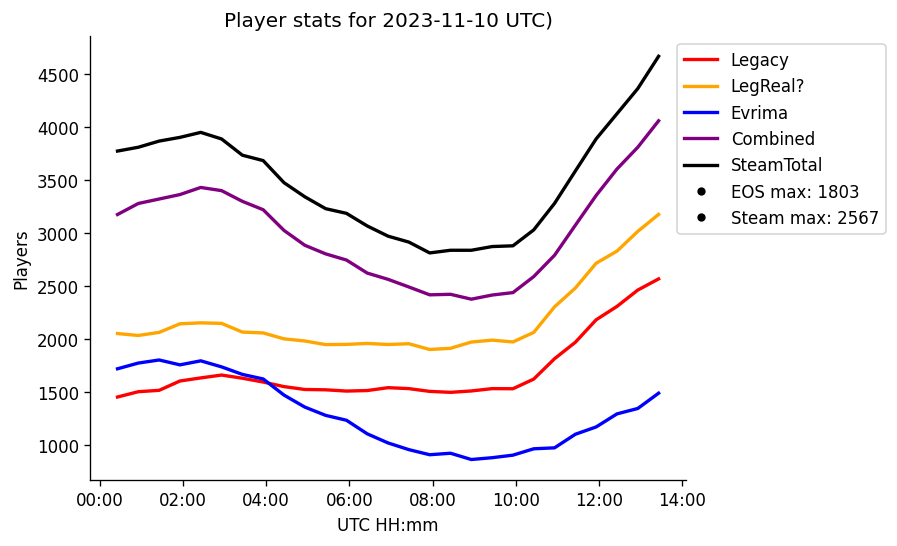 Player stats for 2023-11-10 UTC)
Players
4500
4000
3500
3000
2500
2000
1500
1000
00:00 02:00 04:00 06:00 08:00 10:00 12:00 14:00
UTC HH:mm
Legacy
LegReal?
Evrima
Combined
SteamTotal
EOS max: 1803
Steam max: 2567